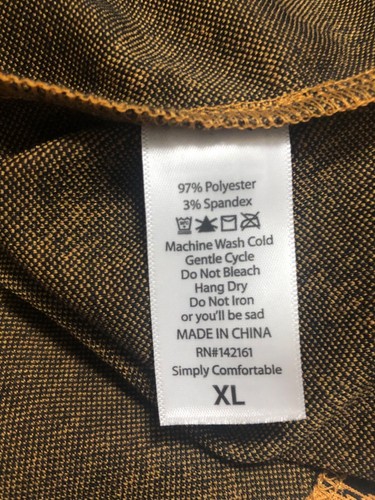 97% Polyester
3% Spandex
Machine Wash Cold
Gentle Cycle
Do Not Bleach
Hang Dry
Do Not Iron
or you'll be sad
MADE IN CHINA
RN#142161
Simply Comfortable
XL